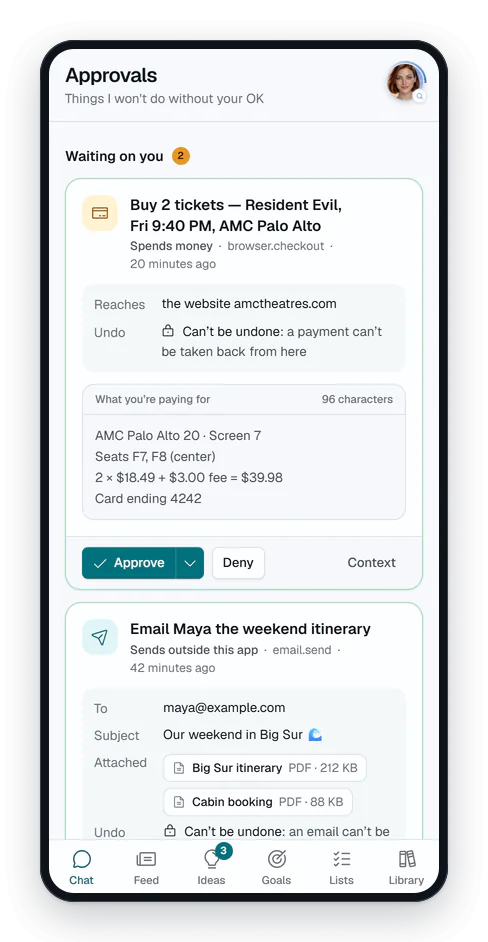 Approvals
Things I won't do without your OK
Waiting on you 2
Buy 2 tickets — Resident Evil,
Fri 9:40 PM, AMC Palo Alto
Spends money · browser.checkout ·
20 minutes ago
Reaches the website amctheatres.com
Undo Can't be undone: a payment can't
be taken back from here
What you're paying for 96 characters
AMC Palo Alto 20 · Screen 7
Seats F7, F8 (center)
2 × $18.49 + $3.00 fee = $39.98
Card ending 4242
Approve Deny Context
Email Maya the weekend itinerary
Sends outside this app · email.send ·
42 minutes ago
To maya@example.com
Subject Our weekend in Big Sur 🌊
Attached Big Sur itinerary PDF · 212 KB
Cabin booking PDF · 88 KB
Undo Can't be undone: an email can't be
3
Chat Feed Ideas Goals Lists Library